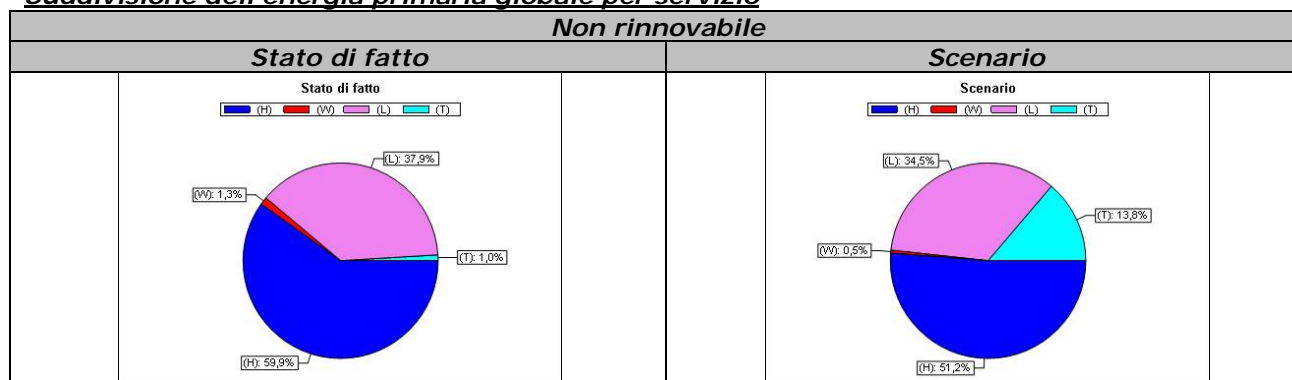 Suddivisione dell'energia primaria globale per servizio
Non rinnovabile
Stato di fatto
Scenario
Stato di fatto
(H) (W) (L) (T)
(L): 37,9%
(W): 1,3%
(T): 1,0%
(H): 59,9%
Scenario
(H) (W) (L) (T)
(L): 34,5%
(T): 13,8%
(W): 0,5%
(H): 51,2%